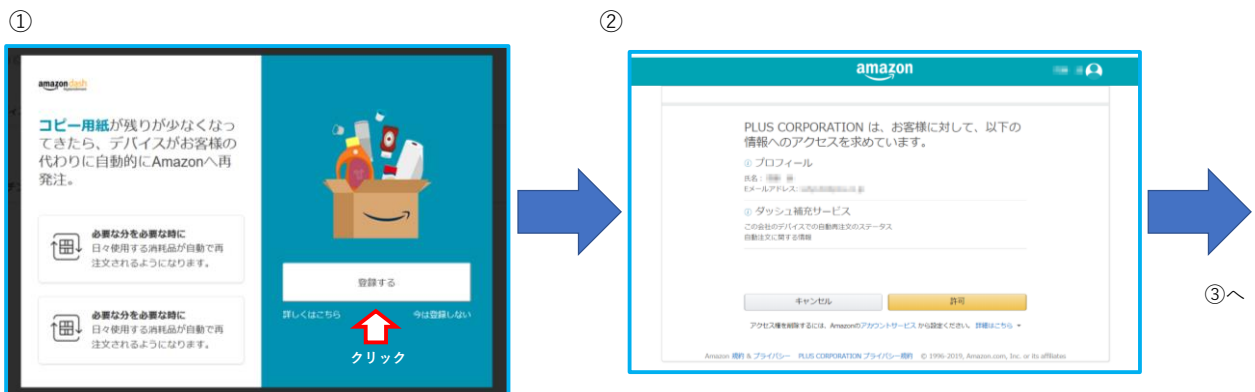 ①
②
amazon dash
コピー用紙が残りが少なくなっ
てきたら、デバイスがお客様の
代わりに自動的にAmazonへ再
発注。
必要な分を必要な時に
日々使用する消耗品が自動で再
注文されるようになります。
必要な分を必要な時に
日々使用する消耗品が自動で再
注文されるようになります。
登録する
詳しくはこちら
今は登録しない
クリック
amazon
PLUS CORPORATION は、お客様に対して、以下の
情報へのアクセスを求めています。
プロフィール
氏名:
Eメールアドレス:
ダッシュ補充サービス
この会社のデバイスでの自動再注文のステータス
自動注文に関する情報
キャンセル
許可
アクセス権を削除するには、Amazonのアカウントサービス から設定ください。 詳細はこちら
Amazon 規約 & プライバシー PLUS CORPORATION プライバシー規約 © 1996-2019, Amazon.com, Inc. or its affiliates
③へ